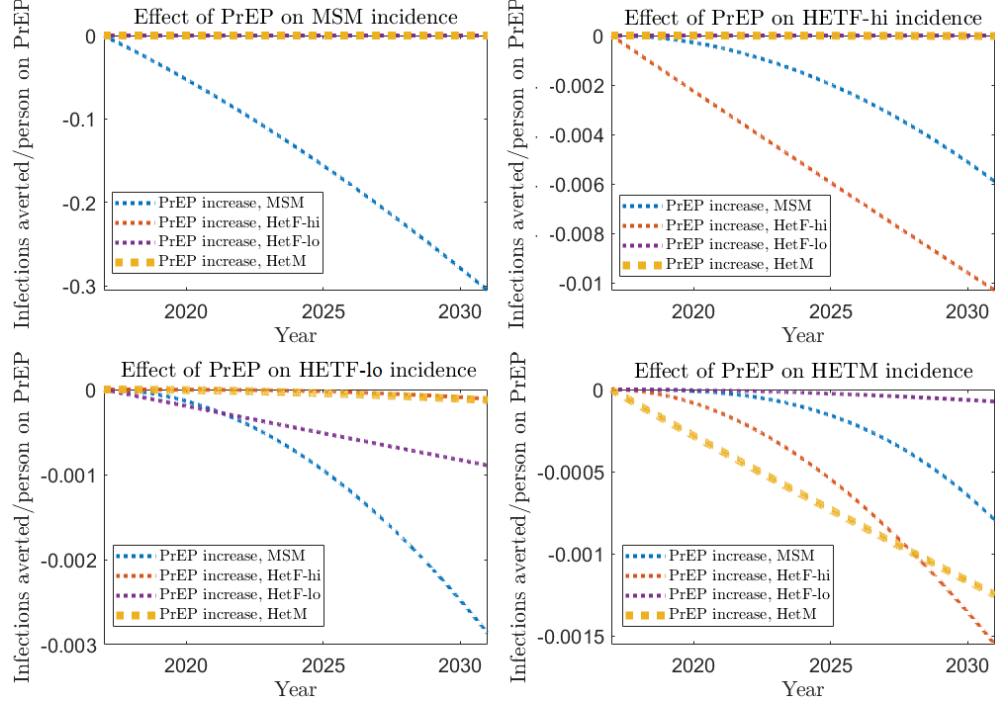 Effect of PrEP on MSM incidence
Infections averted/person on PrEP
0
-0.1
-0.2
-0.3
PrEP increase, MSM
PrEP increase, HetF-hi
PrEP increase, HetF-lo
PrEP increase, HetM
2020
2025
2030
Year
Effect of PrEP on HETF-hi incidence
Infections averted/person on PrEP
0
-0.002
-0.004
-0.006
-0.008
-0.01
PrEP increase, MSM
PrEP increase, HetF-hi
PrEP increase, HetF-lo
PrEP increase, HetM
2020
2025
2030
Year
Effect of PrEP on HETF-lo incidence
Infections averted/person on PrEP
0
-0.001
-0.002
-0.003
PrEP increase, MSM
PrEP increase, HetF-hi
PrEP increase, HetF-lo
PrEP increase, HetM
2020
2025
2030
Year
Effect of PrEP on HETM incidence
Infections averted/person on PrEP
0
-0.0005
-0.001
-0.0015
PrEP increase, MSM
PrEP increase, HetF-hi
PrEP increase, HetF-lo
PrEP increase, HetM
2020
2025
2030
Year